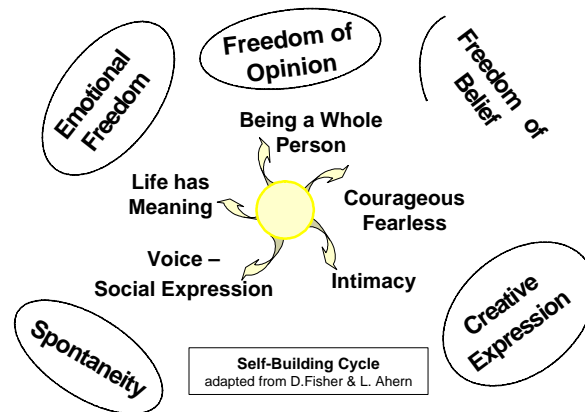 Emotional
Freedom
Freedom of
Opinion
Freedom of
Belief
Being a Whole
Person
Life has
Meaning
Courageous
Fearless
Voice –
Social Expression
Intimacy
Spontaneity
Creative
Expression
Self-Building Cycle
adapted from D.Fisher & L. Ahern